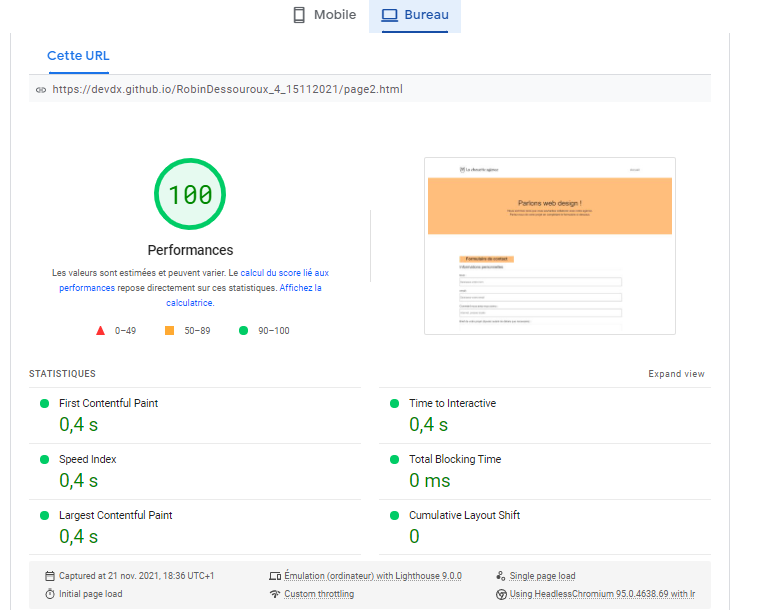 Mobile
Bureau
Cette URL
https://devdx.github.io/RobinDessouroux_4_15112021/page2.html
100
Performances
Les valeurs sont estimées et peuvent varier. Le calcul du score lié aux
performances repose directement sur ces statistiques. Affichez la
calculatrice.
0–49
50–89
90–100
La chouette agence
Accueil
Parlons web design !
Formulaire de contact
Informations personnelles
STATISTIQUES
Expand view
First Contentful Paint
0,4 s
Time to Interactive
0,4 s
Speed Index
0,4 s
Total Blocking Time
0 ms
Largest Contentful Paint
0,4 s
Cumulative Layout Shift
0
Captured at 21 nov. 2021, 18:36 UTC+1
Émulation (ordinateur) with Lighthouse 9.0.0
Single page load
Initial page load
Custom throttling
Using HeadlessChromium 95.0.4638.69 with lr